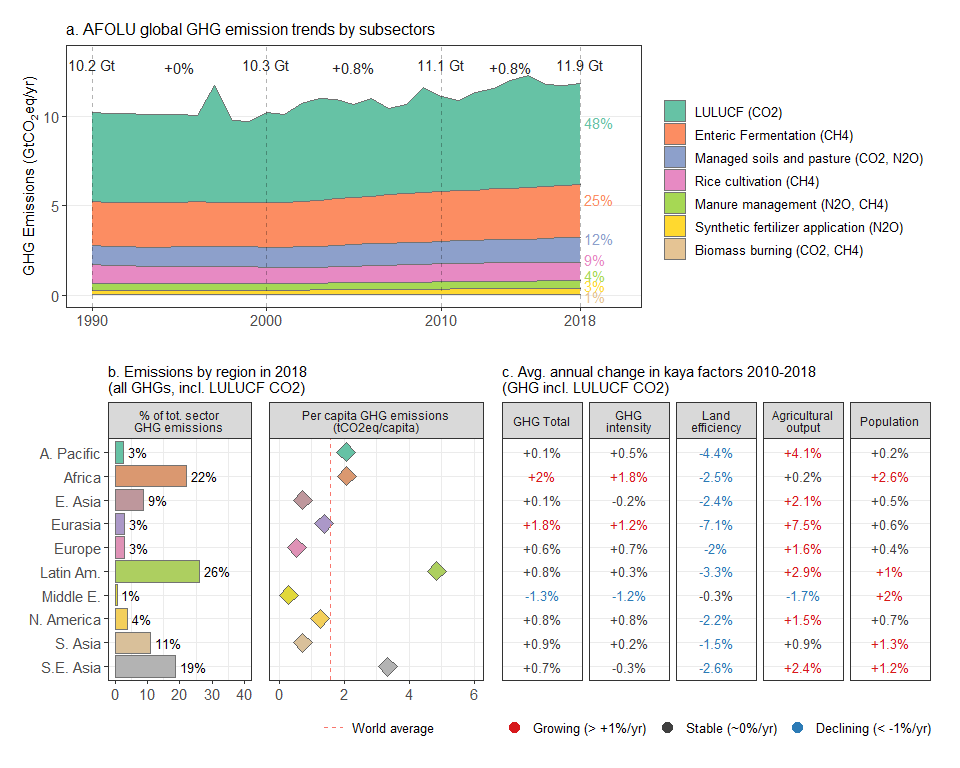 a. AFOLU global GHG emission trends by subsectors
GHG Emissions (GtCO2eq/yr)
10.2 Gt +0% 10.3 Gt +0.8% 11.1 Gt +0.8% 11.9 Gt
10
5
0
48%
25%
12%
9%
4%
3%
1%
1990 2000 2010 2018
LULUCF (CO2)
Enteric Fermentation (CH4)
Managed soils and pasture (CO2, N2O)
Rice cultivation (CH4)
Manure management (N2O, CH4)
Synthetic fertilizer application (N2O)
Biomass burning (CO2, CH4)
b. Emissions by region in 2018
(all GHGs, incl. LULUCF CO2)
% of tot. sector
GHG emissions
Per capita GHG emissions
(tCO2eq/capita)
A. Pacific 3%
Africa 22%
E. Asia 9%
Eurasia 3%
Europe 3%
Latin Am. 26%
Middle E. 1%
N. America 4%
S. Asia 11%
S.E. Asia 19%
0 10 20 30 40
0 2 4 6
World average
c. Avg. annual change in kaya factors 2010-2018
(GHG incl. LULUCF CO2)
GHG Total
GHG
intensity
Land
efficiency
Agricultural
output
Population
+0.1% +0.5% -4.4% +4.1% +0.2%
+2% +1.8% -2.5% +0.2% +2.6%
+0.1% -0.2% -2.4% +2.1% +0.5%
+1.8% +1.2% -7.1% +7.5% +0.6%
+0.6% +0.7% -2% +1.6% +0.4%
+0.8% +0.3% -3.3% +2.9% +1%
-1.3% -1.2% -0.3% -1.7% +2%
+0.8% +0.8% -2.2% +1.5% +0.7%
+0.9% +0.2% -1.5% +0.9% +1.3%
+0.7% -0.3% -2.6% +2.4% +1.2%
Growing (> +1%/yr) Stable (~0%/yr) Declining (< -1%/yr)